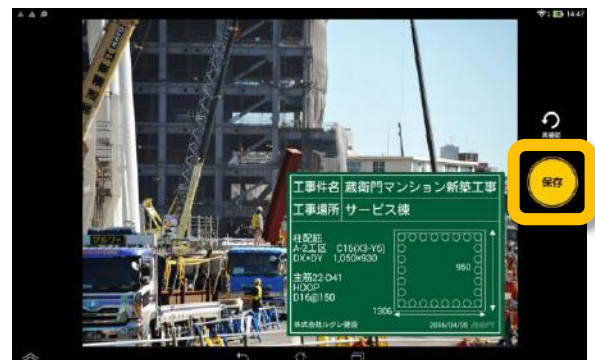 14:47
保存
工事件名 蔵衛門マンション新築工事
工事場所 サービス棟
柱配筋
A-2工区 C16(X3-Y6)
DX×DY 1,050×930
主筋22-D41
HOOP
D16@150
950
1306
株式会社ルクレ建設 2016/04/05